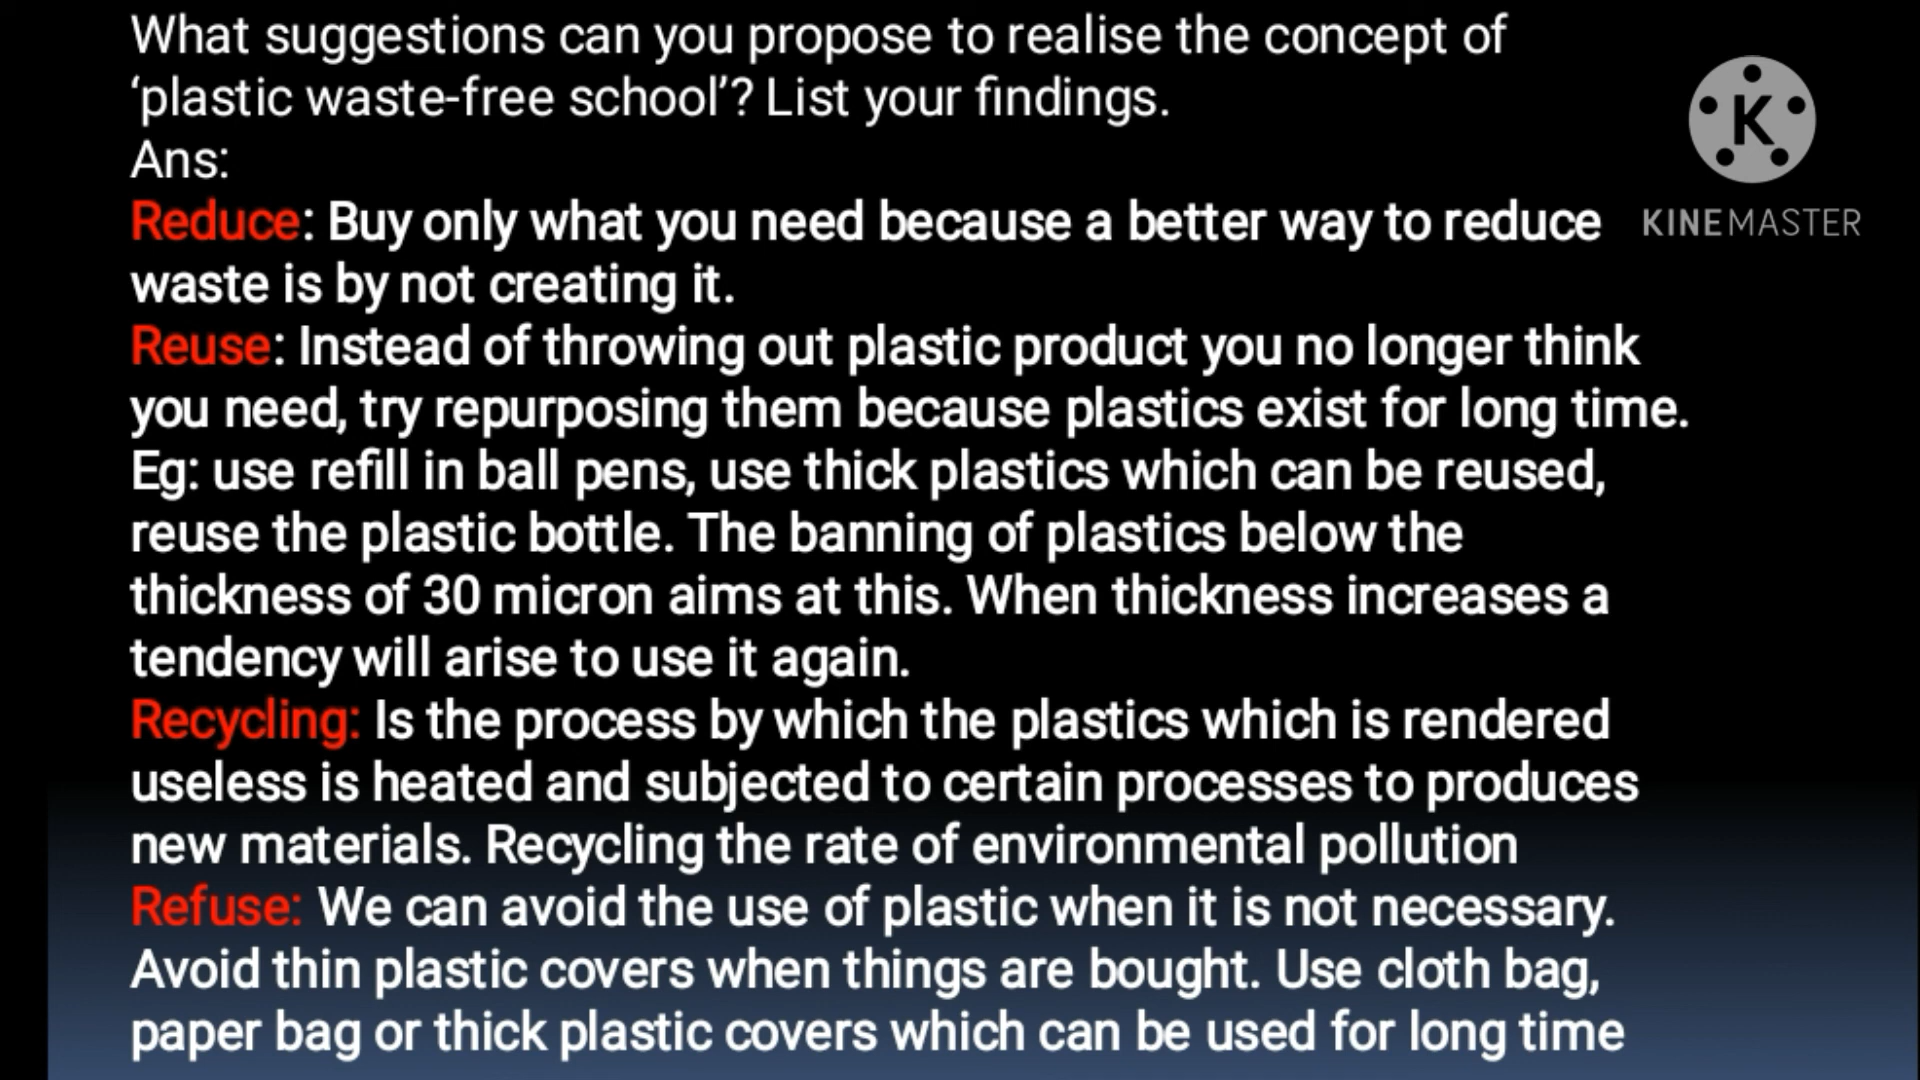 What suggestions can you propose to realise the concept of
‘plastic waste-free school’? List your findings.
Ans:
Reduce: Buy only what you need because a better way to reduce
waste is by not creating it.
Reuse: Instead of throwing out plastic product you no longer think
you need, try repurposing them because plastics exist for long time.
Eg: use refill in ball pens, use thick plastics which can be reused,
reuse the plastic bottle. The banning of plastics below the
thickness of 30 micron aims at this. When thickness increases a
tendency will arise to use it again.
Recycling: Is the process by which the plastics which is rendered
useless is heated and subjected to certain processes to produces
new materials. Recycling the rate of environmental pollution
Refuse: We can avoid the use of plastic when it is not necessary.
Avoid thin plastic covers when things are bought. Use cloth bag,
paper bag or thick plastic covers which can be used for long time
K
KINEMASTER